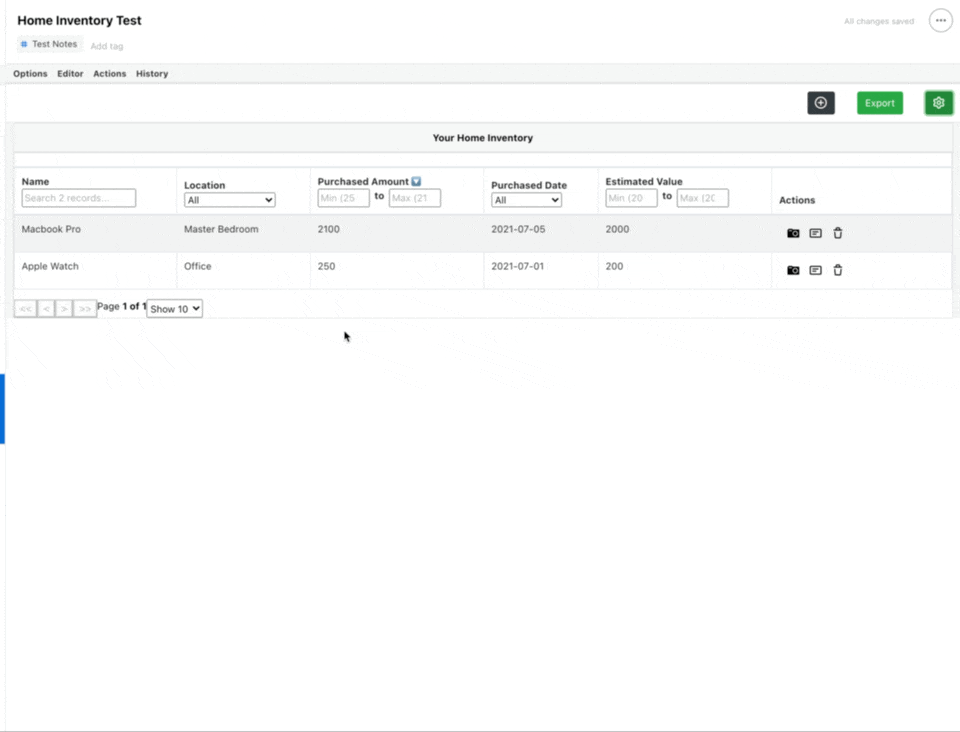 Home Inventory Test
All changes saved
# Test Notes Add tag
Options Editor Actions History
Export
Your Home Inventory
Name Location Purchased Amount Purchased Date Estimated Value Actions
Search 2 records... All Min (25 to Max (21 All Min (20 to Max (2
Macbook Pro Master Bedroom 2100 2021-07-05 2000
Apple Watch Office 250 2021-07-01 200
<< < > >> Page 1 of 1 Show 10